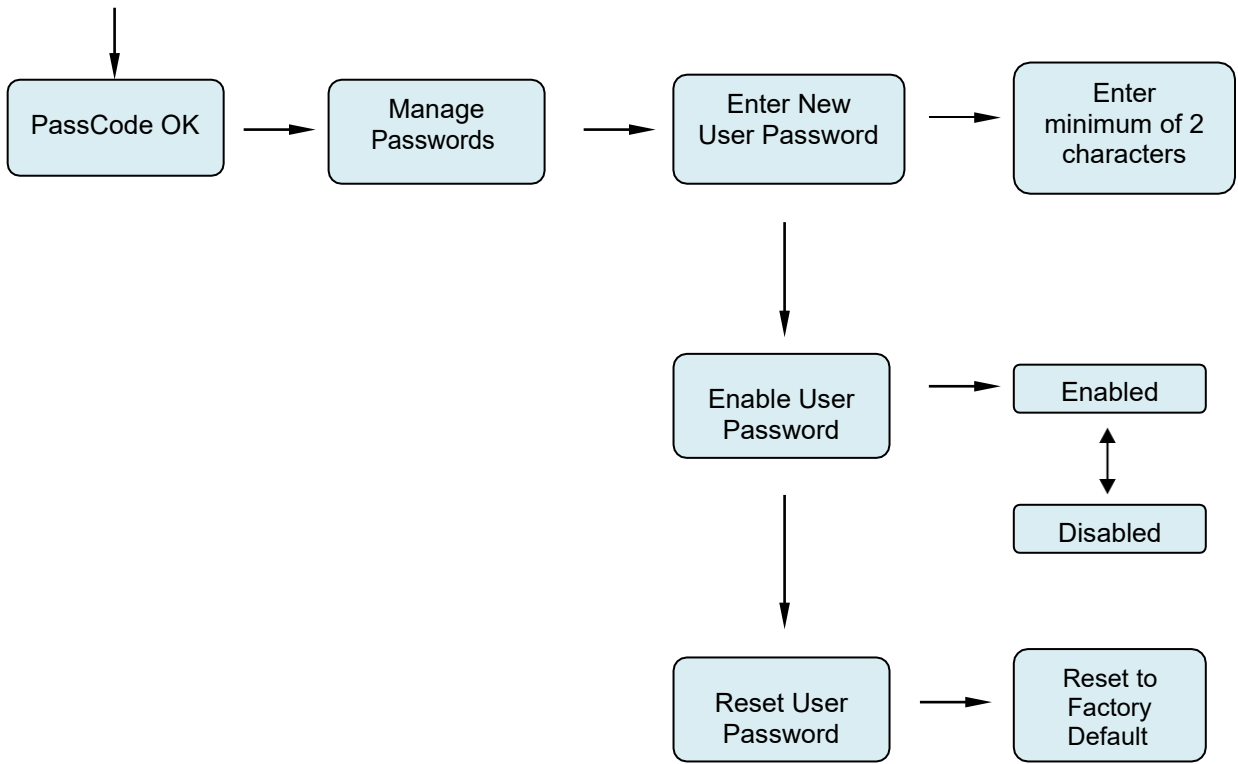 PassCode OK
Manage
Passwords
Enter New
User Password
Enter
minimum of 2
characters
Enable User
Password
Enabled
Disabled
Reset User
Password
Reset to
Factory
Default